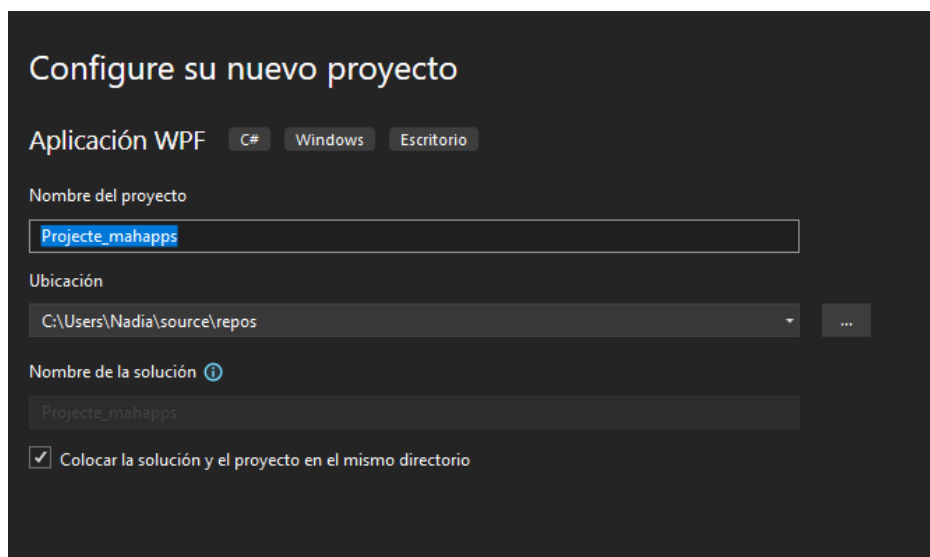 Configure su nuevo proyecto
Aplicación WPF C# Windows Escritorio
Nombre del proyecto
Projecte_mahapps
Ubicación
C:\Users\Nadia\source\repos
...
Nombre de la solución
Projecte_mahapps
Colocar la solución y el proyecto en el mismo directorio